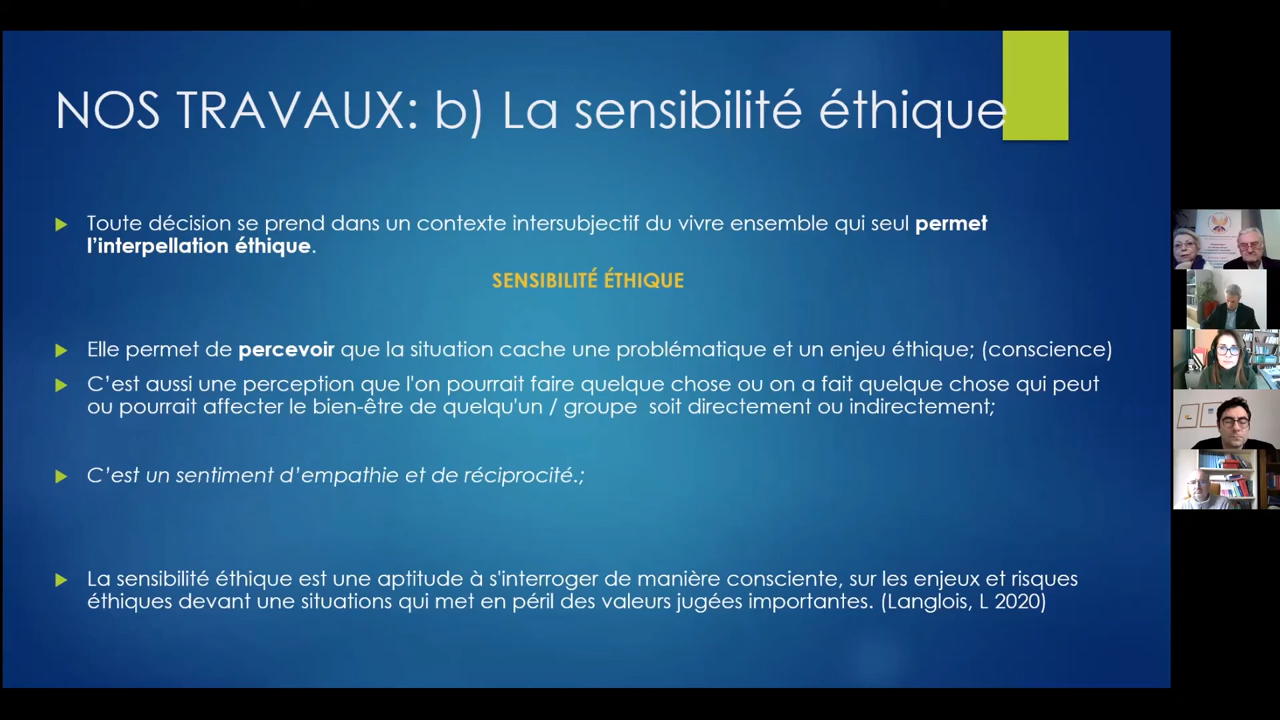 NOS TRAVAUX: b) La sensibilité éthique
Toute décision se prend dans un contexte intersubjectif du vivre ensemble qui seul permet
l’interpellation éthique.
SENSIBILITÉ ÉTHIQUE
Elle permet de percevoir que la situation cache une problématique et un enjeu éthique; (conscience)
C’est aussi une perception que l'on pourrait faire quelque chose ou on a fait quelque chose qui peut
ou pourrait affecter le bien-être de quelqu'un / groupe soit directement ou indirectement;
C’est un sentiment d’empathie et de réciprocité.;
La sensibilité éthique est une aptitude à s'interroger de manière consciente, sur les enjeux et risques
éthiques devant une situations qui met en péril des valeurs jugées importantes. (Langlois, L 2020)